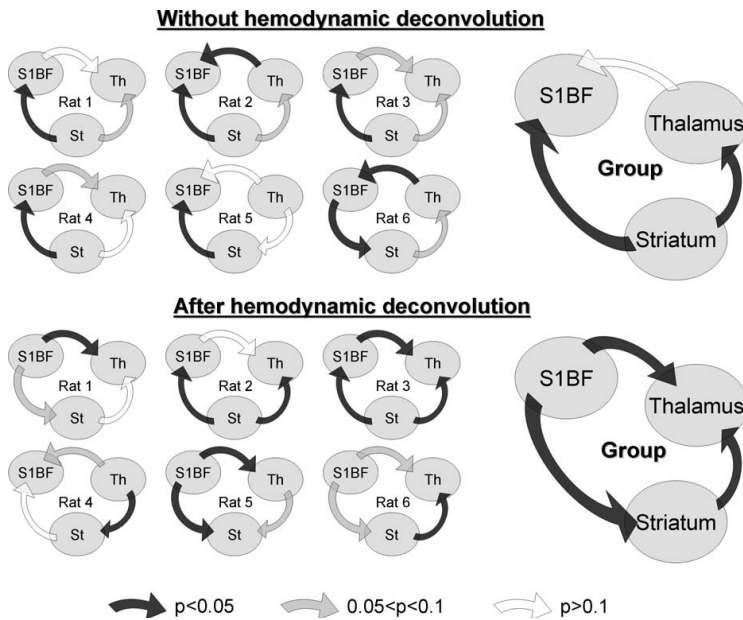 Without hemodynamic deconvolution
S1BF Th
Rat 1
St
S1BF Th
Rat 2
St
S1BF Th
Rat 3
St
S1BF
Thalamus
Group
Striatum
S1BF Th
Rat 4
St
S1BF Th
Rat 5
St
S1BF Th
Rat 6
St
After hemodynamic deconvolution
S1BF Th
Rat 1
St
S1BF Th
Rat 2
St
S1BF Th
Rat 3
St
S1BF
Thalamus
Group
Striatum
S1BF Th
Rat 4
St
S1BF Th
Rat 5
St
S1BF Th
Rat 6
St
p<0.05 0.05<p<0.1 p>0.1